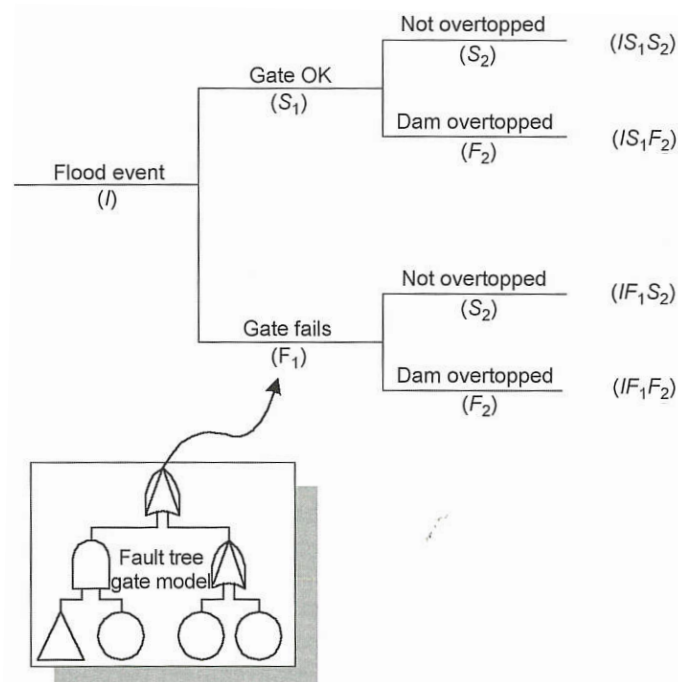 Not overtopped
(S₂)
(IS₁S₂)
Gate OK
(S₁)
Dam overtopped
(F₂)
(IS₁F₂)
Flood event
(I)
Not overtopped
(S₂)
(IF₁S₂)
Gate fails
(F₁)
Dam overtopped
(F₂)
(IF₁F₂)
Fault tree
gate model